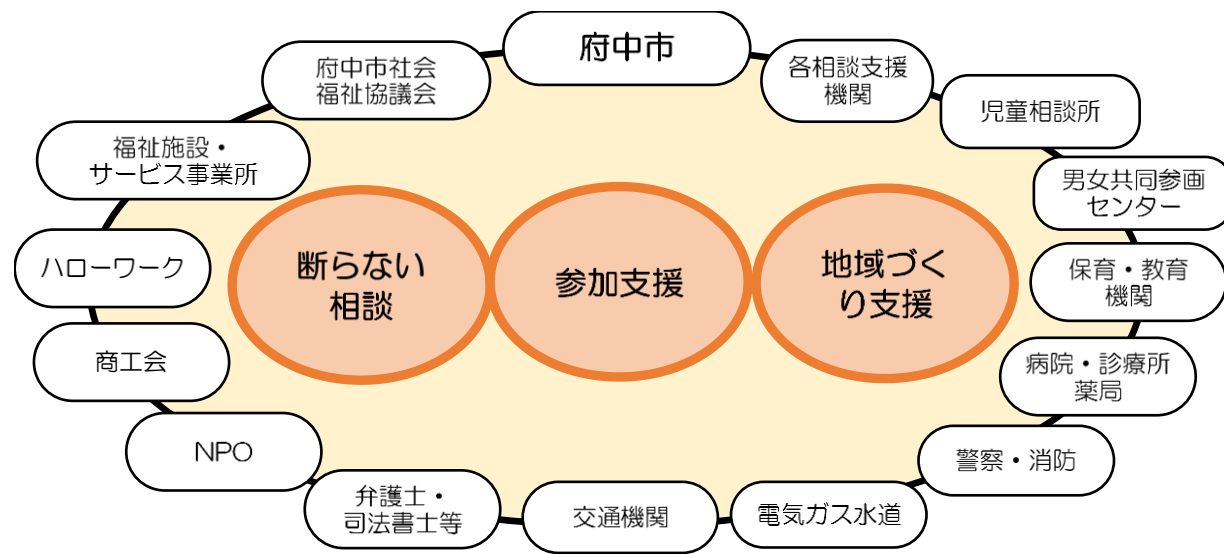 府中市
府中市社会
福祉協議会
各相談支援
機関
児童相談所
福祉施設・
サービス事業所
男女共同参画
センター
ハローワーク
断らない
相談
参加支援
地域づく
り支援
保育・教育
機関
商工会
病院・診療所
薬局
NPO
警察・消防
弁護士・
司法書士等
交通機関
電気ガス水道